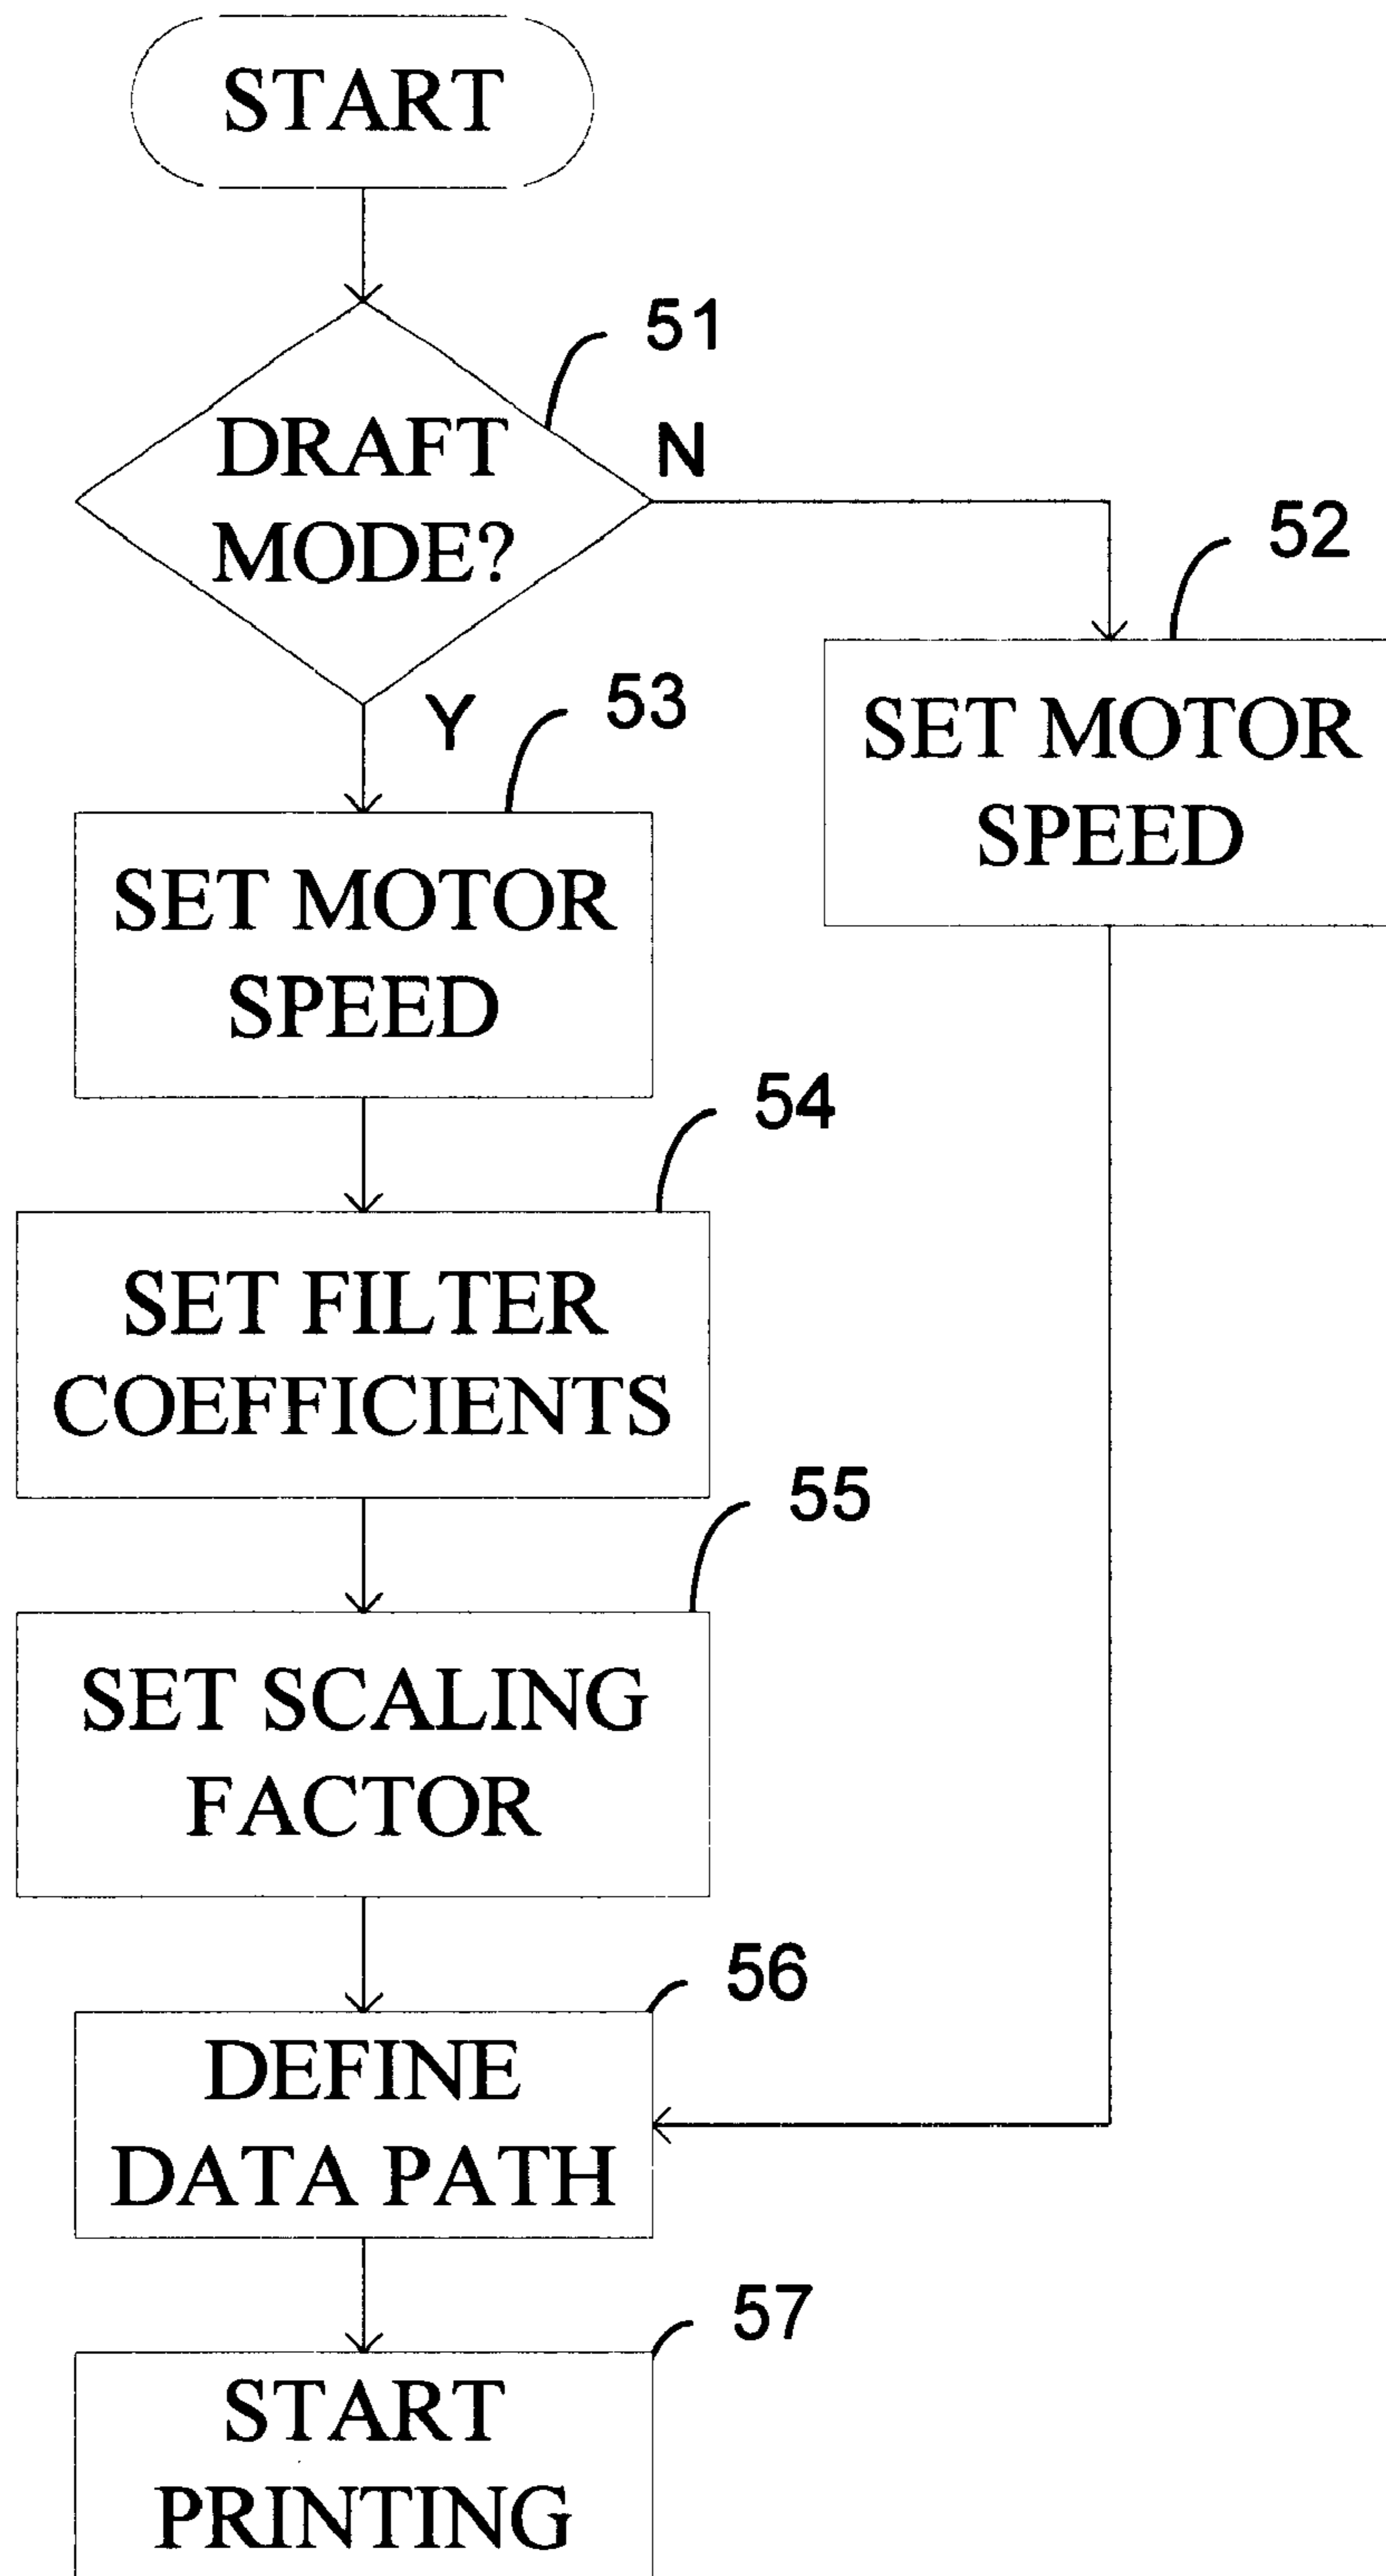 START
51
DRAFT
MODE?
N
52
SET MOTOR
SPEED
Y
53
SET MOTOR
SPEED
54
SET FILTER
COEFFICIENTS
55
SET SCALING
FACTOR
56
DEFINE
DATA PATH
57
START
PRINTING